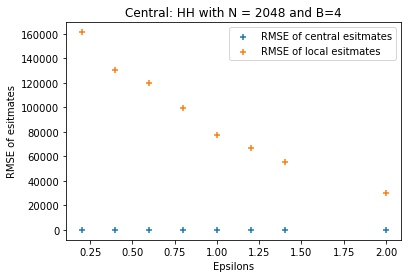 Central: HH with N = 2048 and B=4
RMSE of central esitmates
RMSE of local esitmates
160000
140000
120000
100000
80000
60000
40000
20000
0
RMSE of esitmates
0.25 0.50 0.75 1.00 1.25 1.50 1.75 2.00
Epsilons